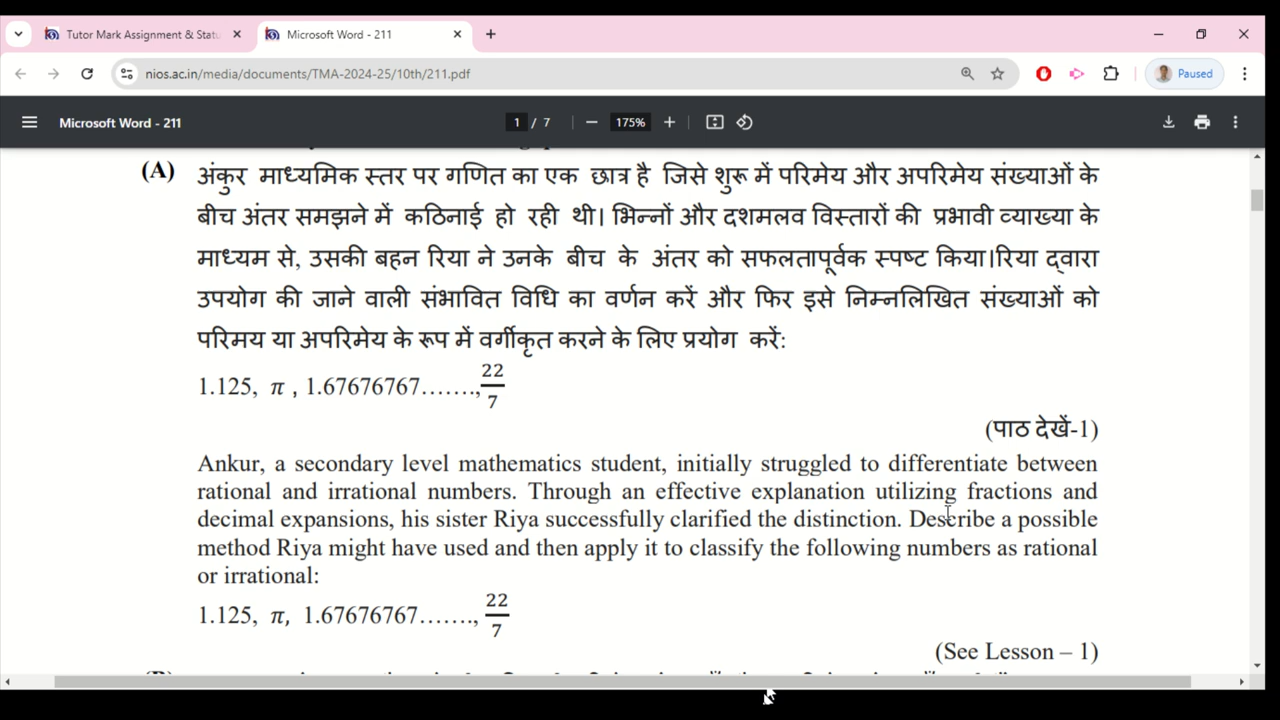 Tutor Mark Assignment & Statu
Microsoft Word - 211
nios.ac.in/media/documents/TMA-2024-25/10th/211.pdf
Paused
Microsoft Word - 211
1 / 7
175%
(A) अंकुर माध्यमिक स्तर पर गणित का एक छात्र है जिसे शुरू में परिमेय और अपरिमेय संख्याओं के
बीच अंतर समझने में कठिनाई हो रही थी। भिन्नों और दशमलव विस्तारों की प्रभावी व्याख्या के
माध्यम से, उसकी बहन रिया ने उनके बीच के अंतर को सफलतापूर्वक स्पष्ट किया।रिया द्वारा
उपयोग की जाने वाली संभावित विधि का वर्णन करें और फिर इसे निम्नलिखित संख्याओं को
परिमय या अपरिमेय के रूप में वर्गीकृत करने के लिए प्रयोग करें:
1.125, π , 1.67676767……., 22/7
(पाठ देखें-1)
Ankur, a secondary level mathematics student, initially struggled to differentiate between
rational and irrational numbers. Through an effective explanation utilizing fractions and
decimal expansions, his sister Riya successfully clarified the distinction. Describe a possible
method Riya might have used and then apply it to classify the following numbers as rational
or irrational:
1.125, π, 1.67676767……., 22/7
(See Lesson – 1)